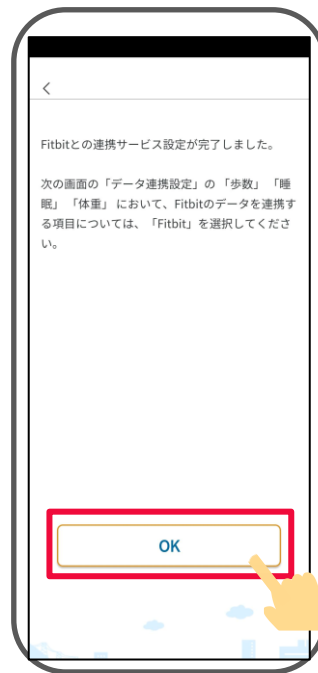 Fitbitとの連携サービス設定が完了しました。
次の画面の「データ連携設定」の「歩数」「睡
眠」「体重」において、Fitbitのデータを連携す
る項目については、「Fitbit」を選択してくださ
い。
OK